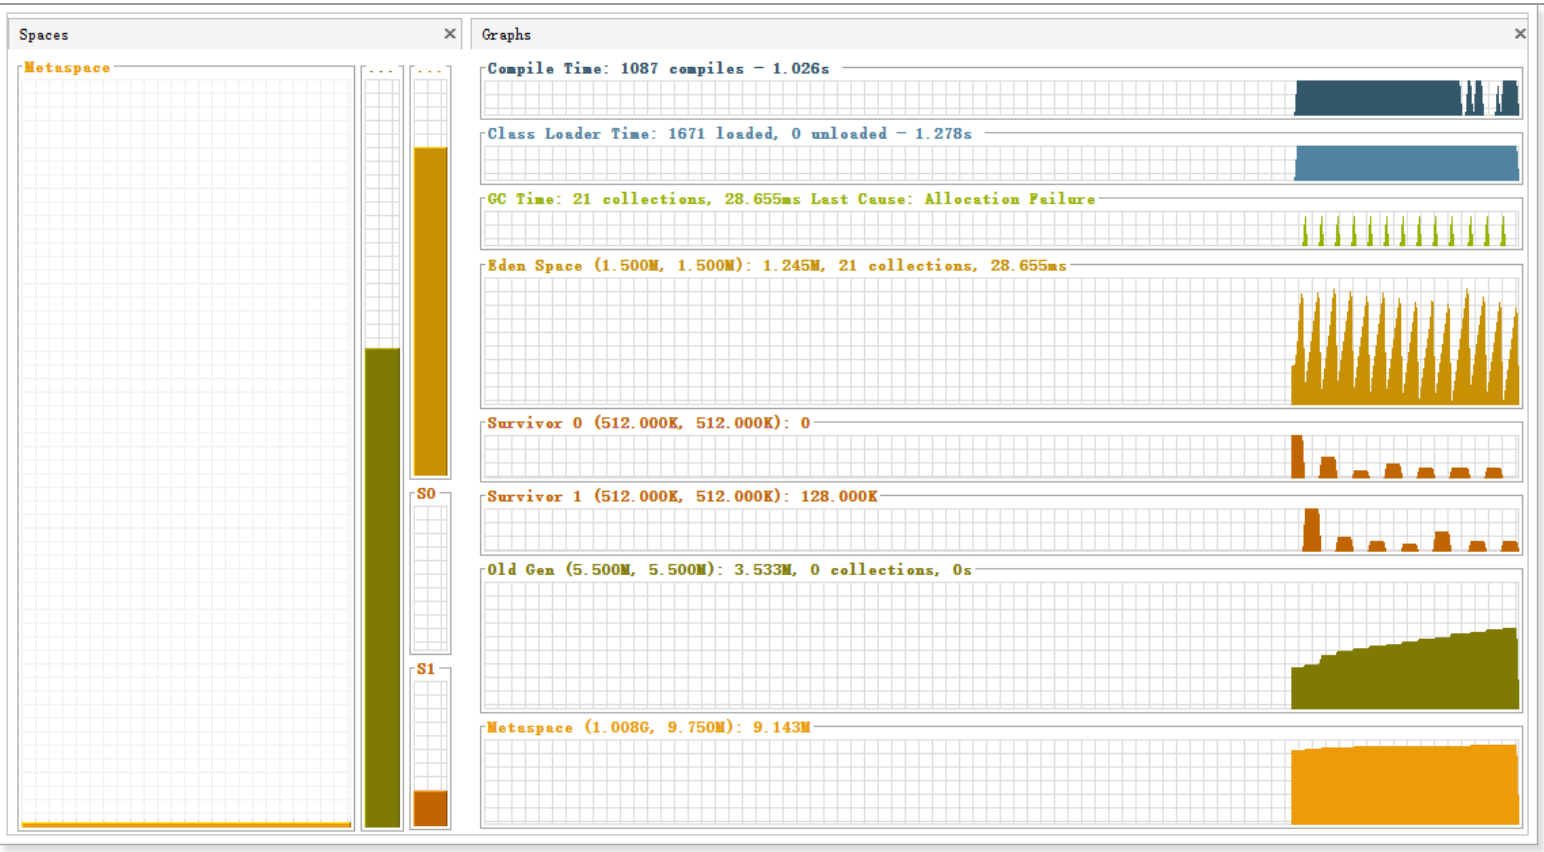 Spaces
Graphs
Metaspace
...
...
S0
S1
Compile Time: 1087 compiles - 1.026s
Class Loader Time: 1671 loaded, 0 unloaded - 1.278s
GC Time: 21 collections, 28.655ms Last Cause: Allocation Failure
Eden Space (1.500M, 1.500M): 1.245M, 21 collections, 28.655ms
Survivor 0 (512.000K, 512.000K): 0
Survivor 1 (512.000K, 512.000K): 128.000K
Old Gen (5.500M, 5.500M): 3.533M, 0 collections, 0s
Metaspace (1.008G, 9.750M): 9.143M